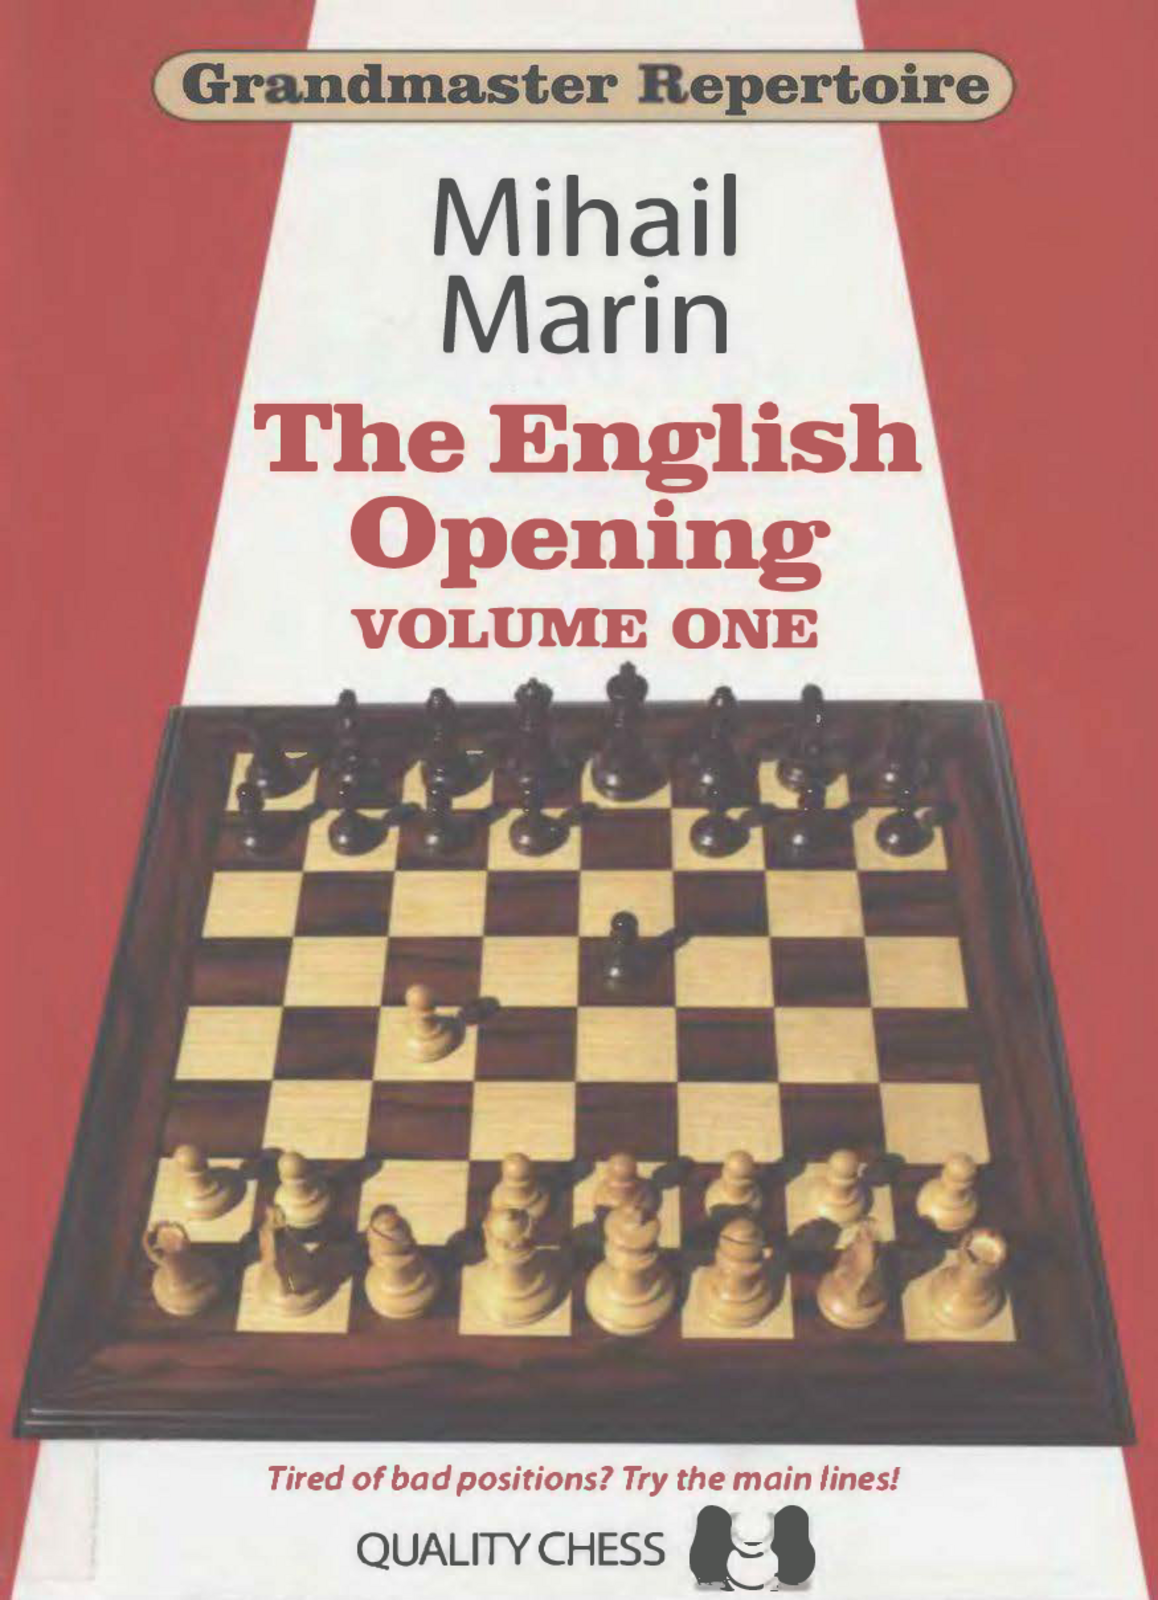 Grandmaster Repertoire
Mihail
Marin
The English
Opening
VOLUME ONE
Tired of bad positions? Try the main lines!
QUALITY CHESS